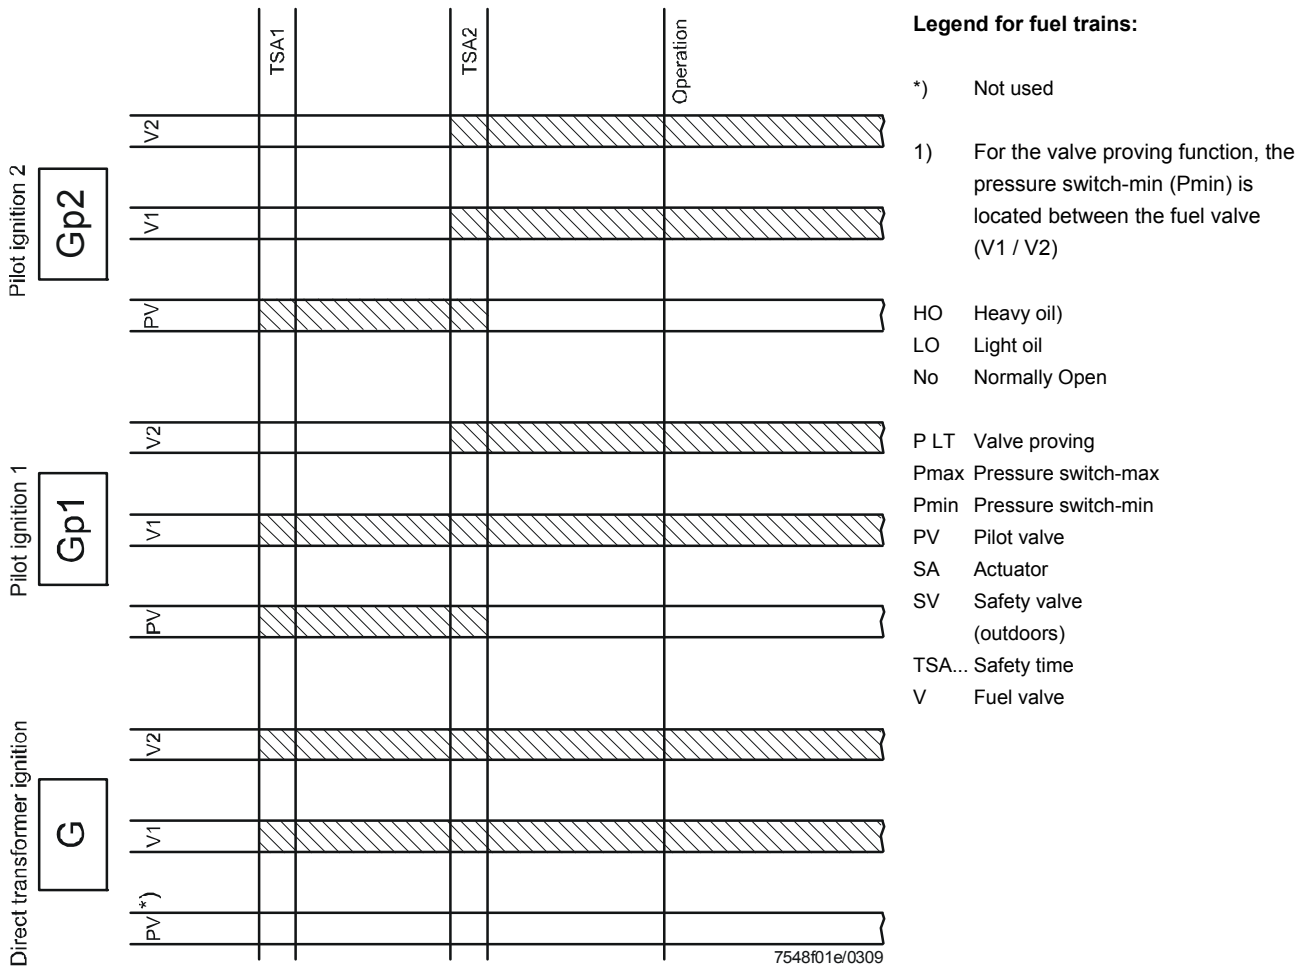 TSA1
TSA2
Operation
Pilot ignition 2
Gp2
V2
V1
PV
Pilot ignition 1
Gp1
V2
V1
PV
Direct transformer ignition
G
V2
V1
PV *)
7548f01e/0309
Legend for fuel trains:
*) Not used
1) For the valve proving function, the
pressure switch-min (Pmin) is
located between the fuel valve
(V1 / V2)
HO Heavy oil)
LO Light oil
No Normally Open
P LT Valve proving
Pmax Pressure switch-max
Pmin Pressure switch-min
PV Pilot valve
SA Actuator
SV Safety valve
(outdoors)
TSA... Safety time
V Fuel valve